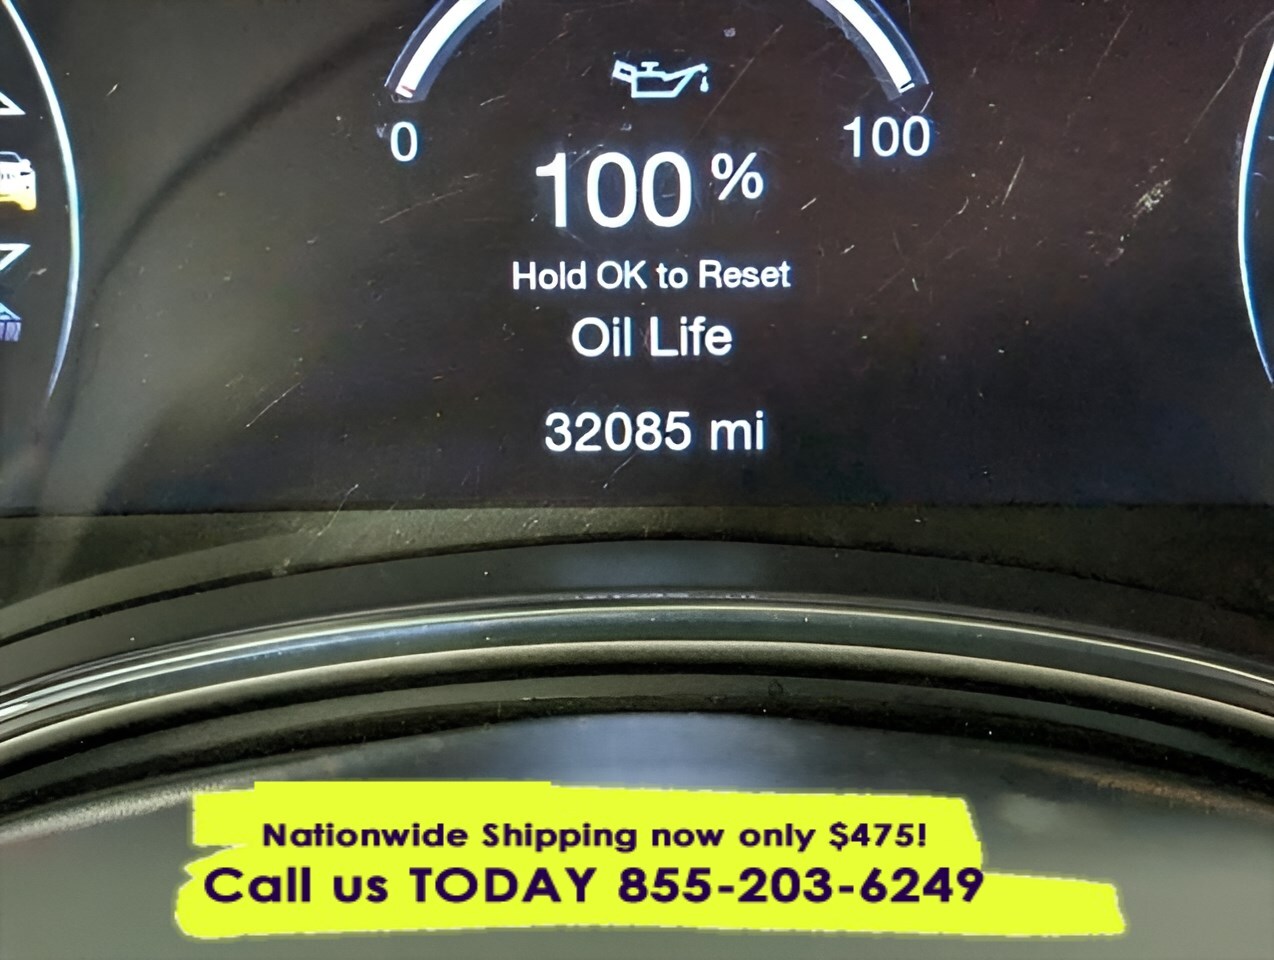 0
100
100 %
Hold OK to Reset
Oil Life
32085 mi
Nationwide Shipping now only $475!
Call us TODAY 855-203-6249